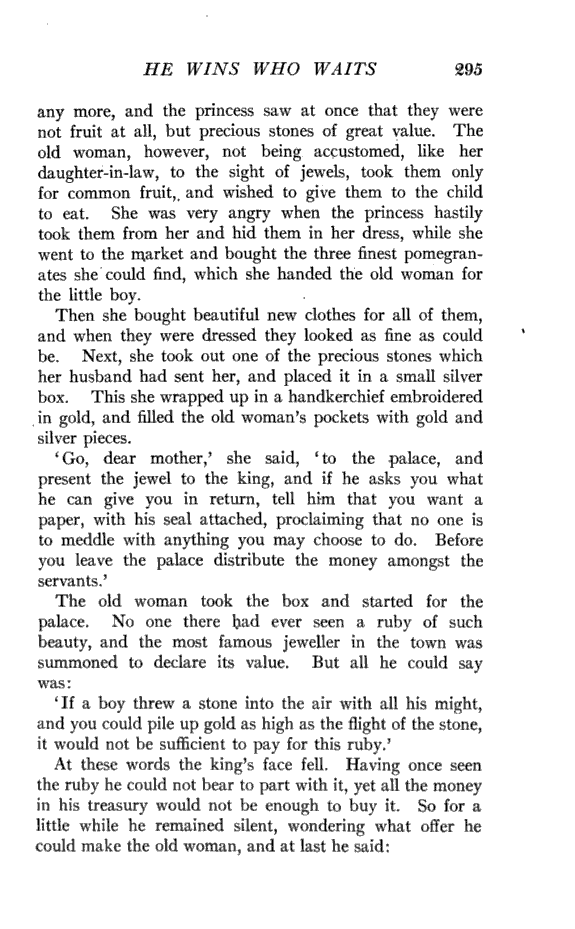 HE WINS WHO WAITS 295
any more, and the princess saw at once that they were
not fruit at all, but precious stones of great value. The
old woman, however, not being accustomed, like her
daughter-in-law, to the sight of jewels, took them only
for common fruit, and wished to give them to the child
to eat. She was very angry when the princess hastily
took them from her and hid them in her dress, while she
went to the market and bought the three finest pomegran-
ates she could find, which she handed the old woman for
the little boy.
Then she bought beautiful new clothes for all of them,
and when they were dressed they looked as fine as could
be. Next, she took out one of the precious stones which
her husband had sent her, and placed it in a small silver
box. This she wrapped up in a handkerchief embroidered
in gold, and filled the old woman's pockets with gold and
silver pieces.
'Go, dear mother,' she said, 'to the palace, and
present the jewel to the king, and if he asks you what
he can give you in return, tell him that you want a
paper, with his seal attached, proclaiming that no one is
to meddle with anything you may choose to do. Before
you leave the palace distribute the money amongst the
servants.'
The old woman took the box and started for the
palace. No one there had ever seen a ruby of such
beauty, and the most famous jeweller in the town was
summoned to declare its value. But all he could say
was:
'If a boy threw a stone into the air with all his might,
and you could pile up gold as high as the flight of the stone,
it would not be sufficient to pay for this ruby.'
At these words the king's face fell. Having once seen
the ruby he could not bear to part with it, yet all the money
in his treasury would not be enough to buy it. So for a
little while he remained silent, wondering what offer he
could make the old woman, and at last he said: